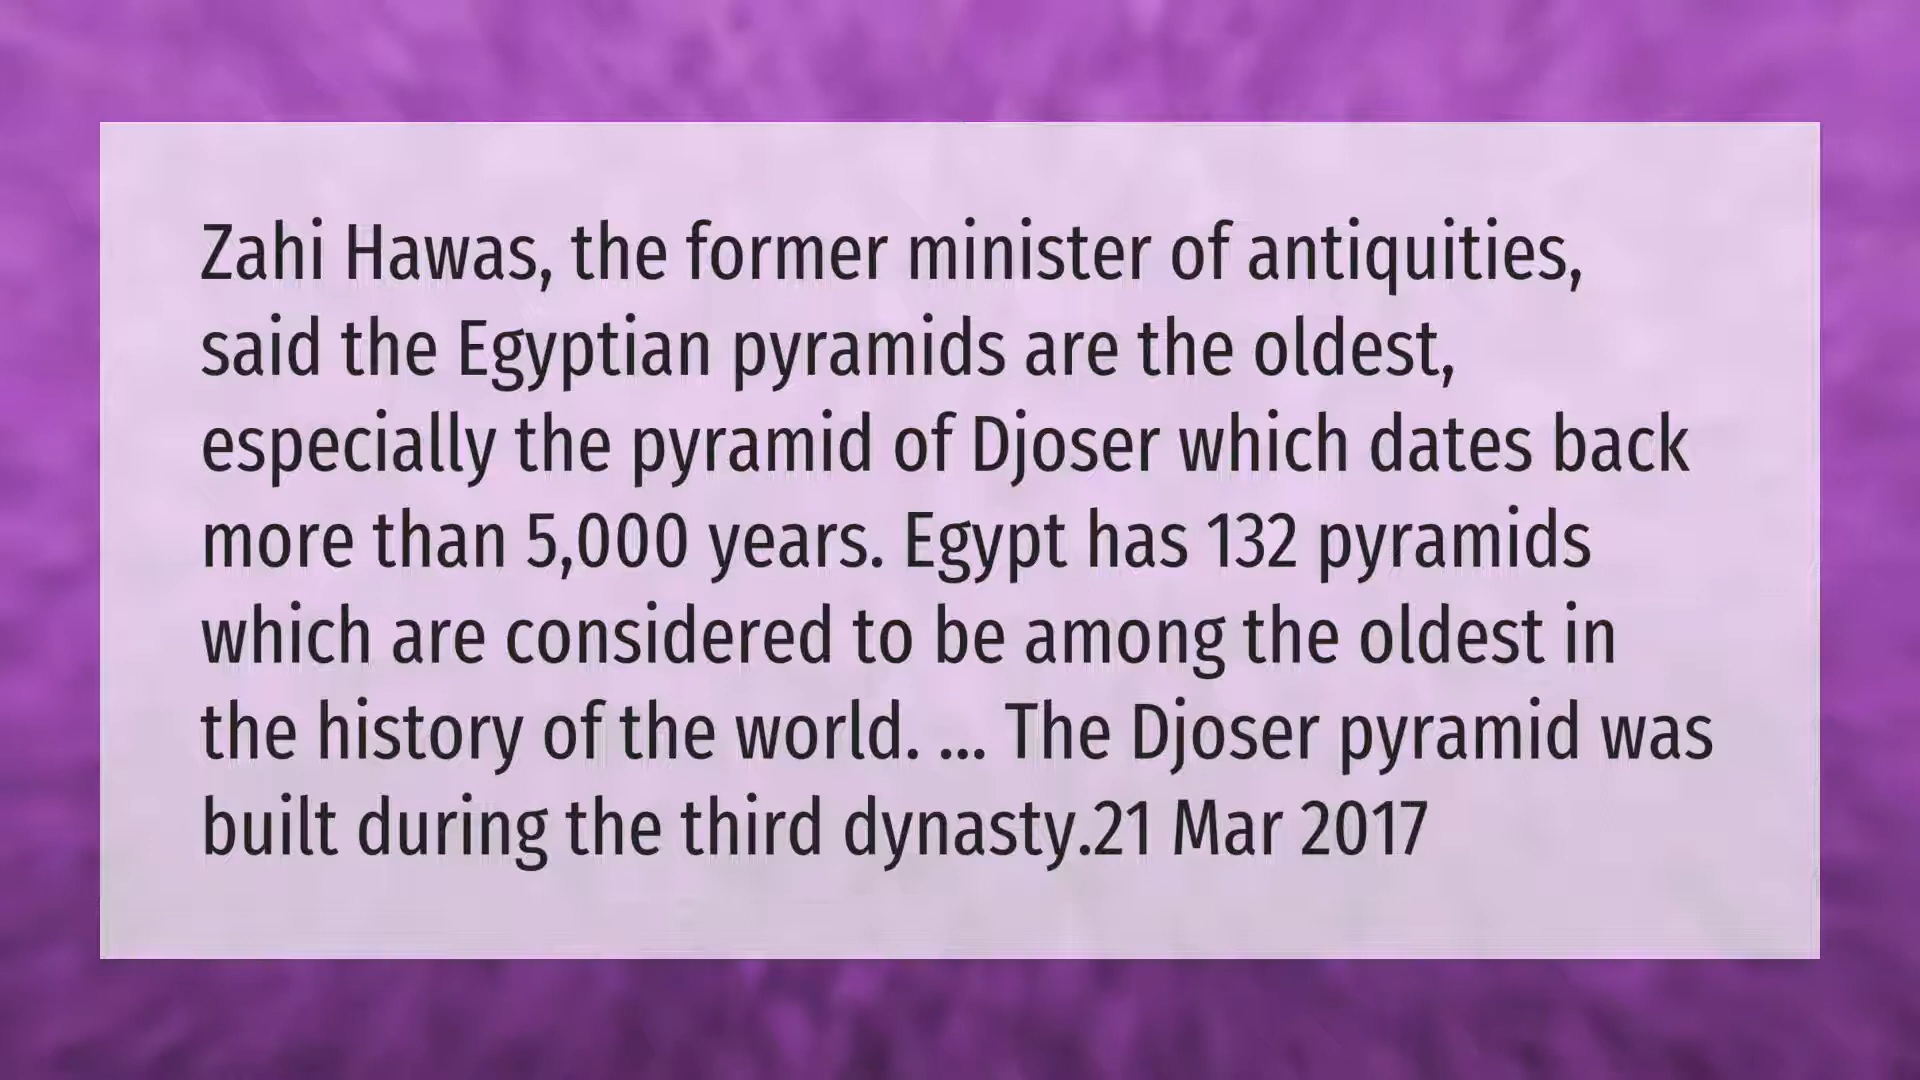 Zahi Hawas, the former minister of antiquities,
said the Egyptian pyramids are the oldest,
especially the pyramid of Djoser which dates back
more than 5,000 years. Egypt has 132 pyramids
which are considered to be among the oldest in
the history of the world. ... The Djoser pyramid was
built during the third dynasty.21 Mar 2017